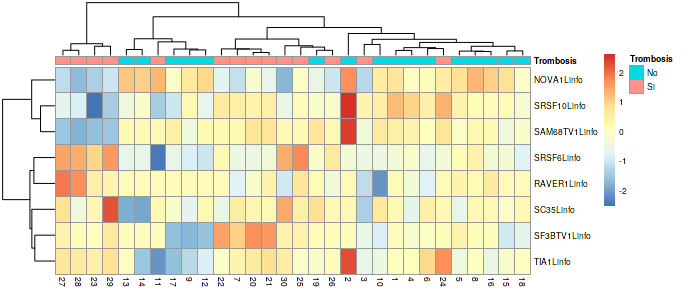 Trombosis
NOVA1Linfo
SRSF10Linfo
SAM68TV1Linfo
SRSF6Linfo
RAVER1Linfo
SC35Linfo
SF3BTV1Linfo
TIA1Linfo
27 28 23 29 13 14 11 17 9 12 22 7 20 21 30 25 19 26 2 3 10 1 4 6 24 5 8 16 15 18
2
1
0
-1
-2
Trombosis
No
Si